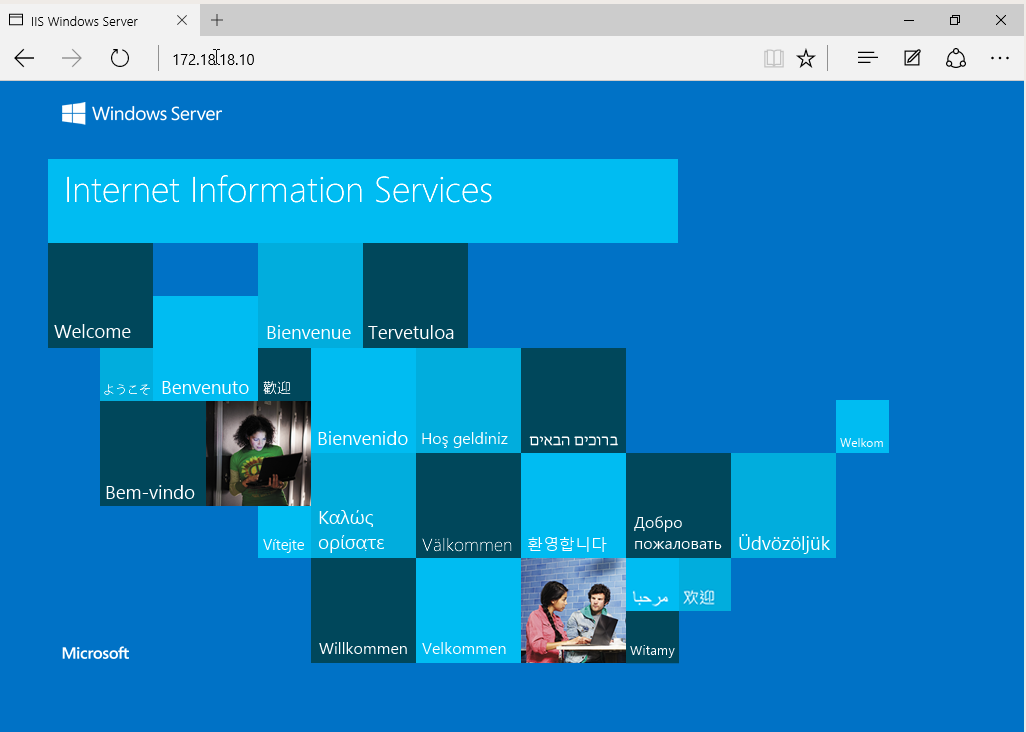 IIS Windows Server
172.18.18.10
Windows Server
Internet Information Services
Welcome
Bienvenue
Tervetuloa
ようこそ
Benvenuto
歡迎
Bienvenido
Hoş geldiniz
ברוכים הבאים
Welkom
Bem-vindo
Vítejte
Καλώς
ορίσατε
Välkommen
환영합니다
Добро
пожаловать
Üdvözöljük
Willkommen
Velkommen
مرحبا
欢迎
Witamy
Microsoft